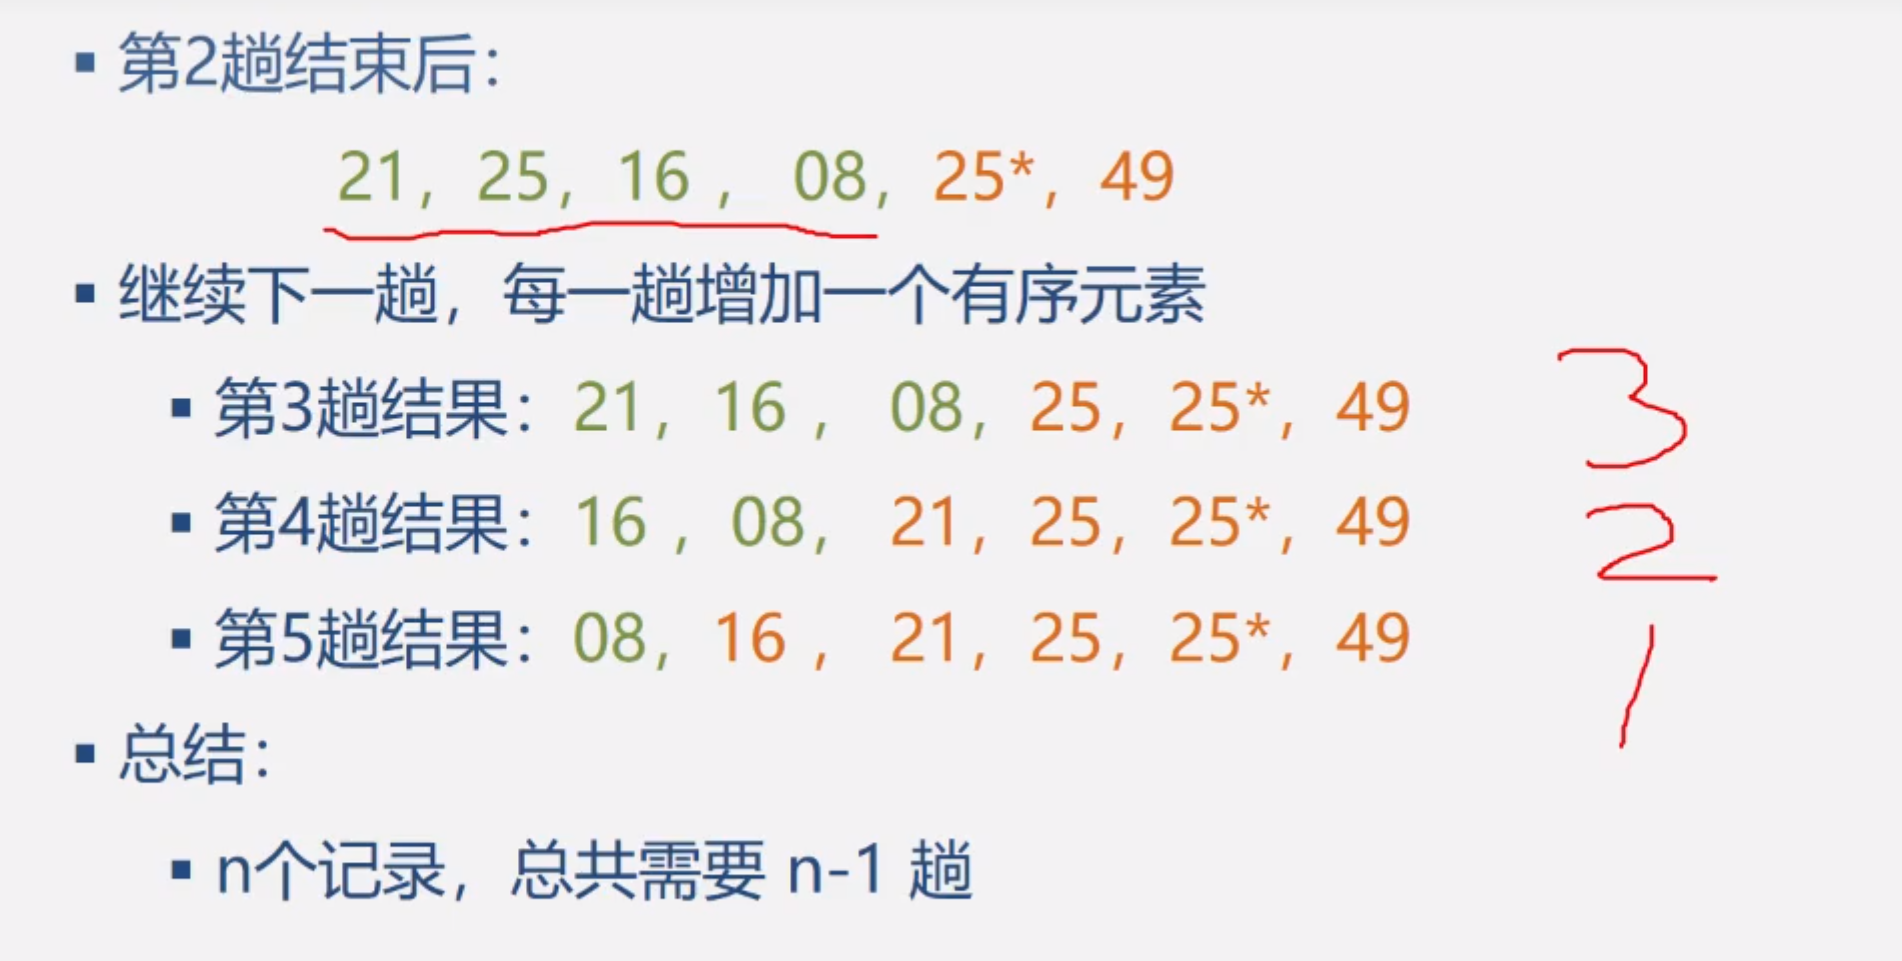 ▪ 第2趟结束后：
21，25，16 ， 08，25*，49
▪ 继续下一趟，每一趟增加一个有序元素
▪ 第3趟结果：21，16 ， 08，25，25*，49
3
▪ 第4趟结果：16 ，08， 21，25，25*，49
2
▪ 第5趟结果：08，16 ， 21，25，25*，49
1
▪ 总结：
▪ n个记录，总共需要 n-1 趟